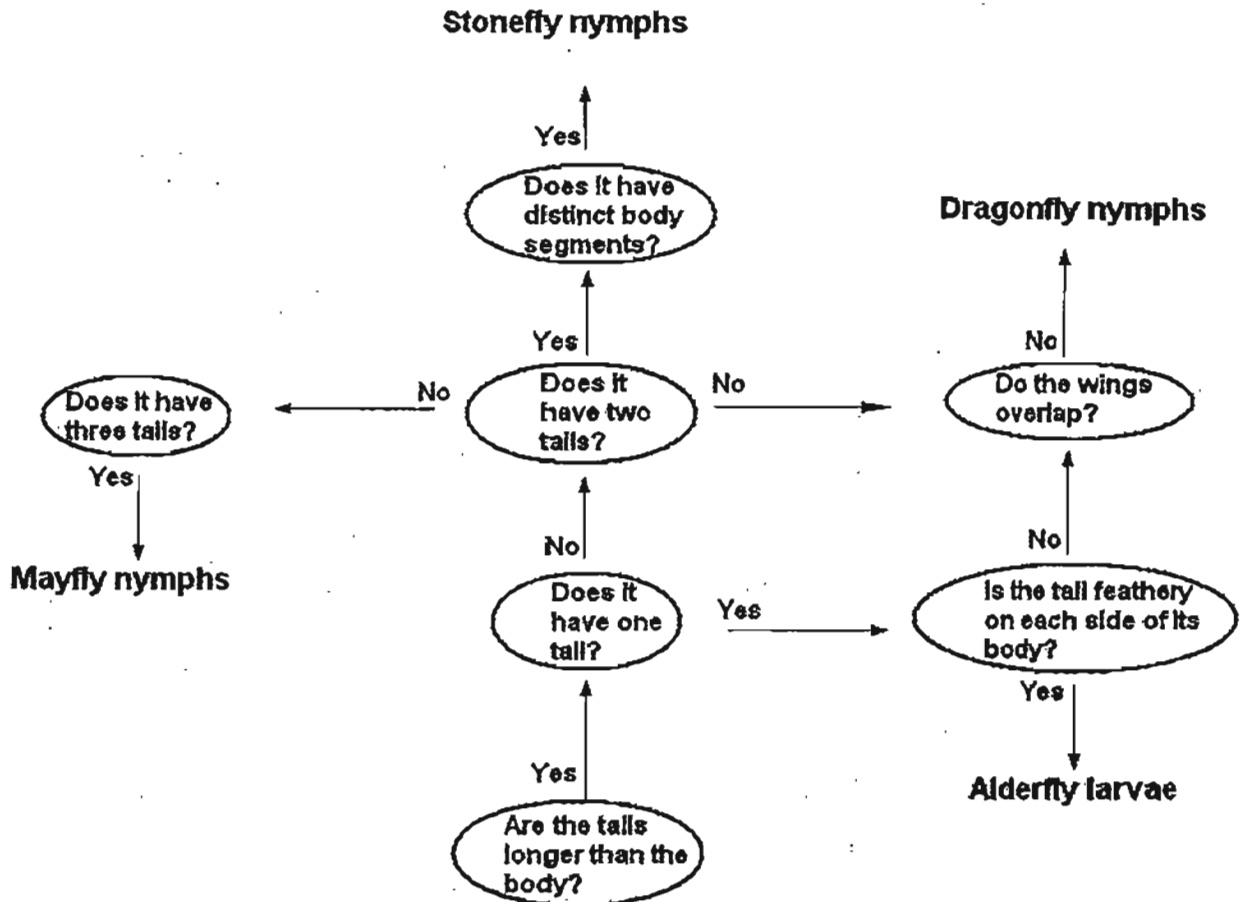 Stonefly nymphs
Yes
Does it have
distinct body
segments?
Dragonfly nymphs
Yes
No
No
No
Does it have
three tails?
Does it
have two
tails?
Do the wings
overlap?
Yes
No
No
Mayfly nymphs
Does it
have one
tail?
Yes
Is the tail feathery
on each side of its
body?
Yes
Yes
Alderfly larvae
Are the tails
longer than the
body?